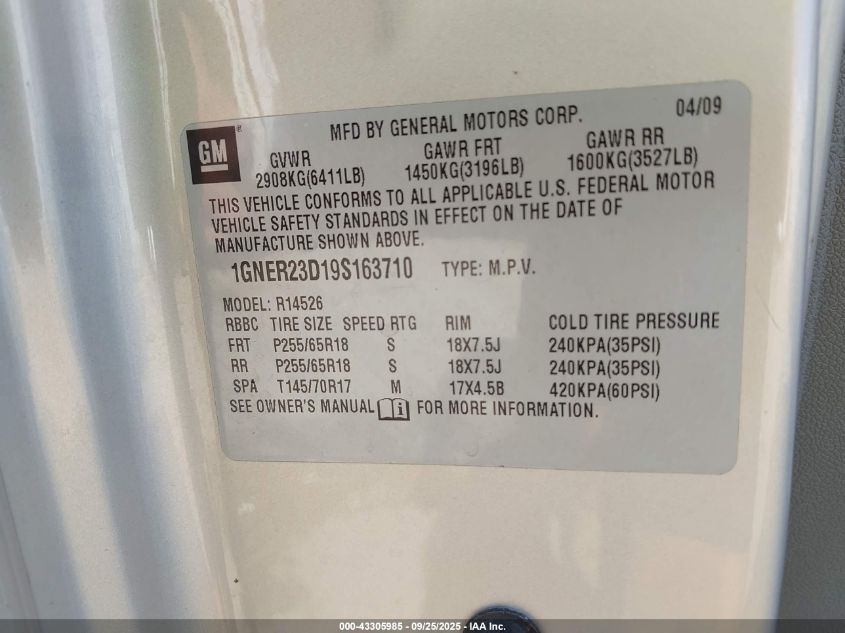 04/09
MFD BY GENERAL MOTORS CORP.
GM®
GVWR GAWR FRT GAWR RR
2908KG(6411LB) 1450KG(3196LB) 1600KG(3527LB)
THIS VEHICLE CONFORMS TO ALL APPLICABLE U.S. FEDERAL MOTOR
VEHICLE SAFETY STANDARDS IN EFFECT ON THE DATE OF
MANUFACTURE SHOWN ABOVE.
1GNER23D19S163710 TYPE: M.P.V.
MODEL: R14526
RBBC TIRE SIZE SPEED RTG RIM COLD TIRE PRESSURE
FRT P255/65R18 S 18X7.5J 240KPA(35PSI)
RR P255/65R18 S 18X7.5J 240KPA(35PSI)
SPA T145/70R17 M 17X4.5B 420KPA(60PSI)
SEE OWNER'S MANUAL i FOR MORE INFORMATION.
000-43305985 - 09/25/2025 - IAA Inc.